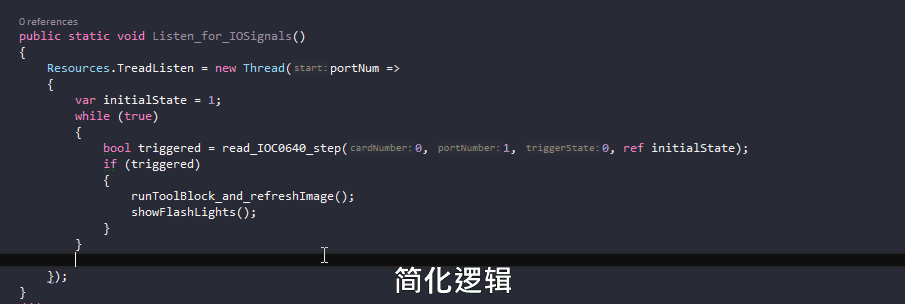 0 references
public static void Listen_for_IOSignals()
{
Resources.TreadListen = new Thread(start: portNum =>
{
var initialState = 1;
while (true)
{
bool triggered = read_IOC0640_step(cardNumber: 0, portNumber: 1, triggerState: 0, ref initialState);
if (triggered)
{
runToolBlock_and_refreshImage();
showFlashLights();
}
}
});
}
简化逻辑